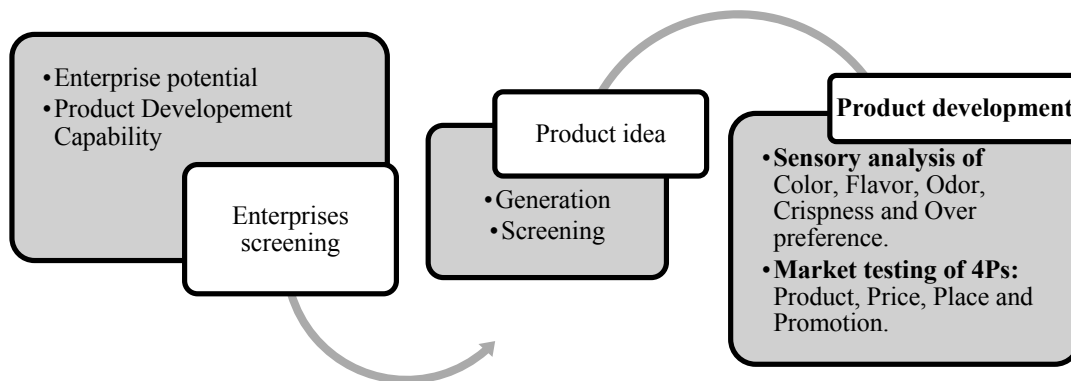 •Enterprise potential
•Product Developement
Capability
Enterprises
screening
Product idea
•Generation
•Screening
Product development
•Sensory analysis of
Color, Flavor, Odor,
Crispness and Over
preference.
•Market testing of 4Ps:
Product, Price, Place and
Promotion.